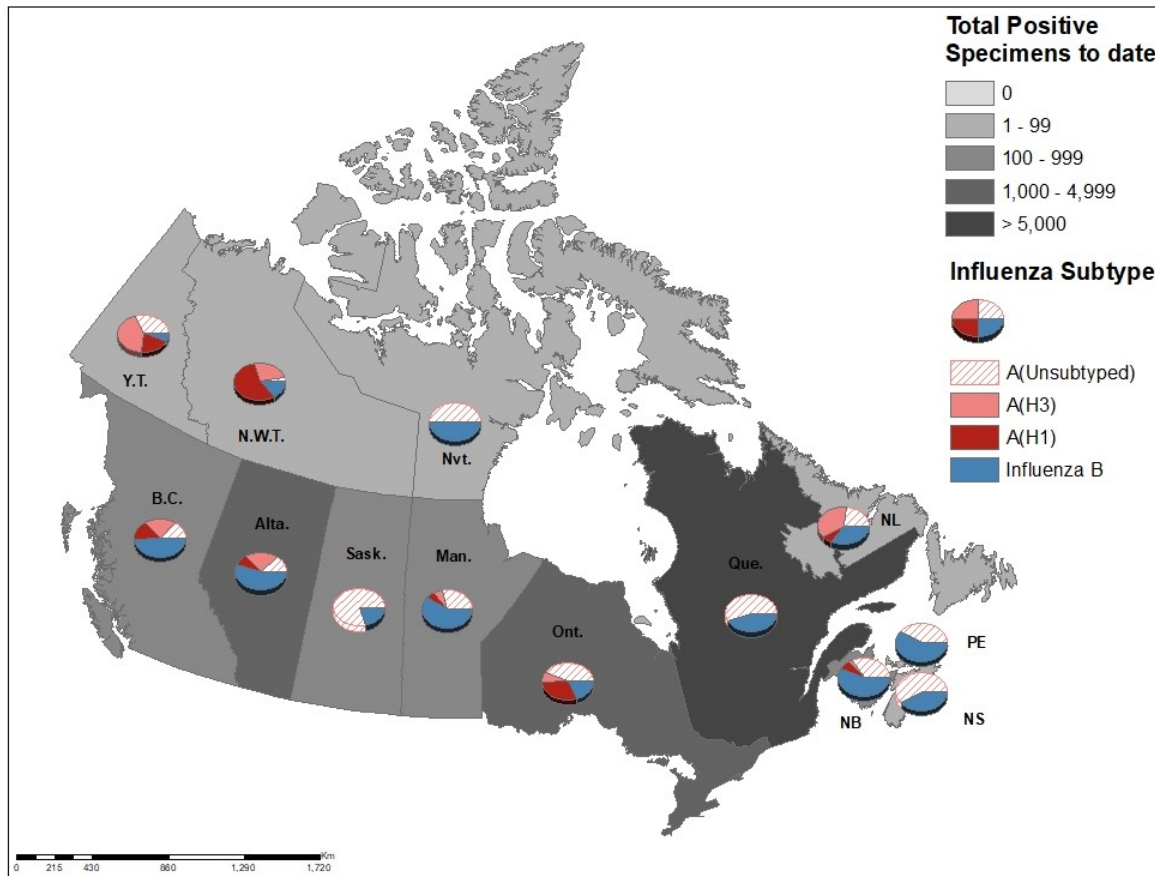 Total Positive
Specimens to date
0
1 - 99
100 - 999
1,000 - 4,999
> 5,000
Influenza Subtype
A(Unsubtyped)
A(H3)
A(H1)
Influenza B
Y.T.
N.W.T.
Nvt.
B.C.
Alta.
Sask.
Man.
Ont.
Que.
NL
PE
NB
NS
Km
0 215 430 860 1,290 1,720